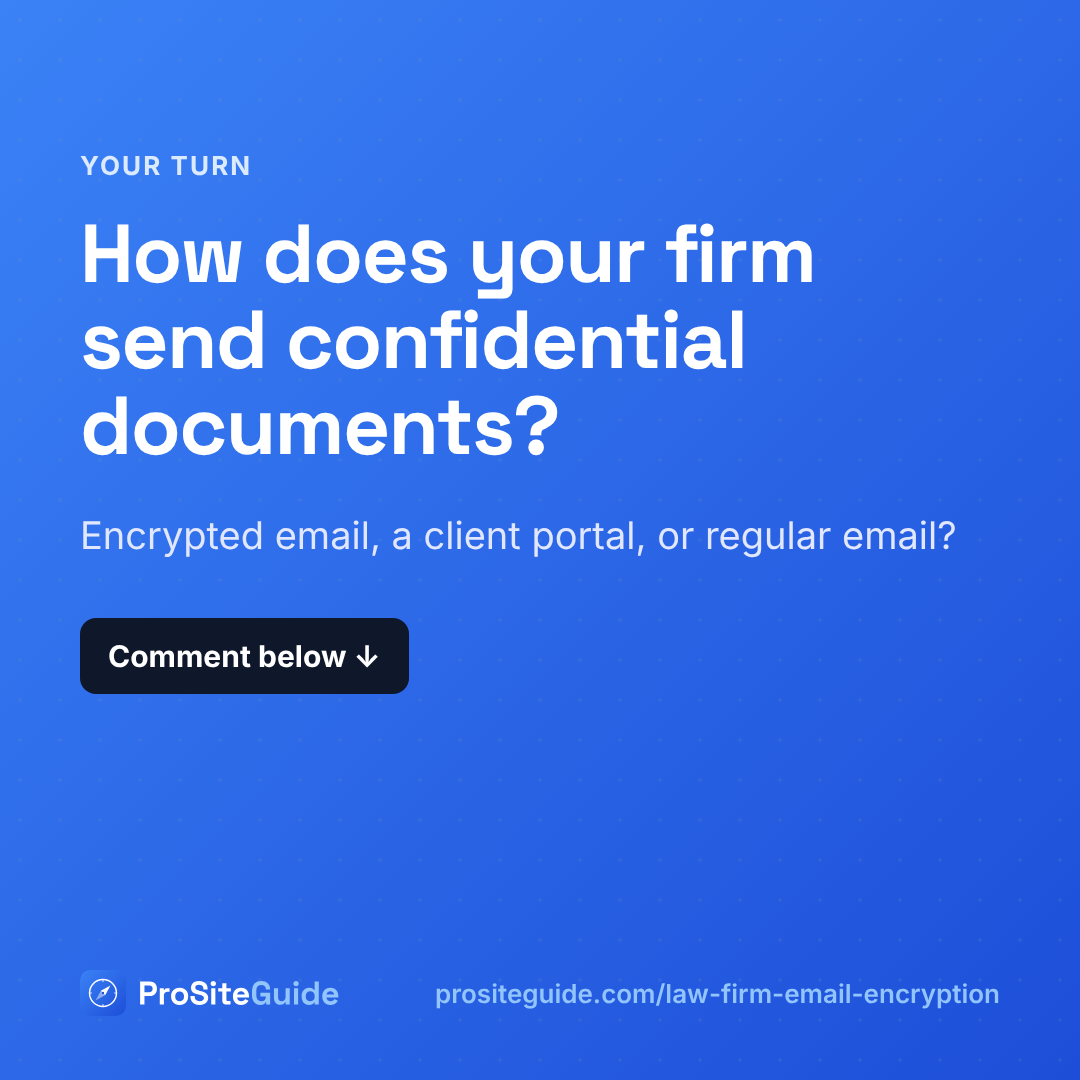 YOUR TURN
How does your firm
send confidential
documents?
Encrypted email, a client portal, or regular email?
Comment below ↓
ProSiteGuide
prositeguide.com/law-firm-email-encryption